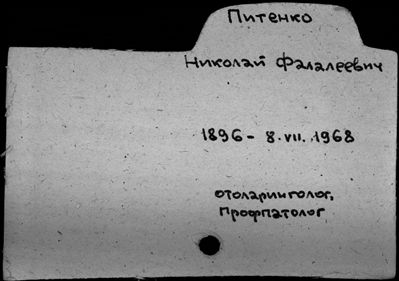 Питенко
Николай Фалалеевич
1896 - 8.VII.1968
отоларинголог,
Профпатолог